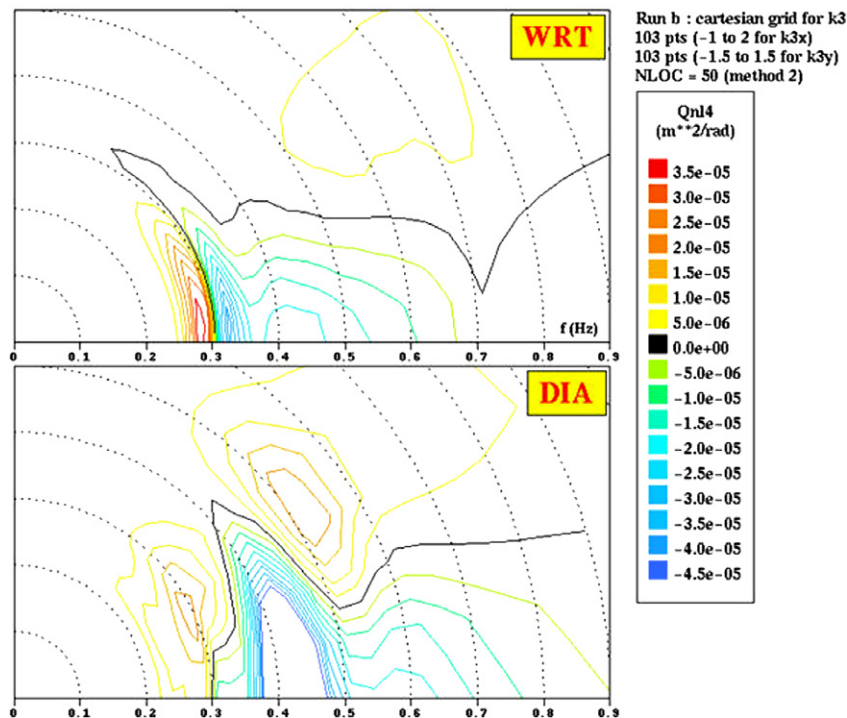 WRT
f (Hz)
0 0.1 0.2 0.3 0.4 0.5 0.6 0.7 0.8 0.9
DIA
0 0.1 0.2 0.3 0.4 0.5 0.6 0.7 0.8 0.9
Run b : cartesian grid for k3
103 pts (-1 to 2 for k3x)
103 pts (-1.5 to 1.5 for k3y)
NLOC = 50 (method 2)
Qnl4
(m**2/rad)
3.5e-05
3.0e-05
2.5e-05
2.0e-05
1.5e-05
1.0e-05
5.0e-06
0.0e+00
-5.0e-06
-1.0e-05
-1.5e-05
-2.0e-05
-2.5e-05
-3.0e-05
-3.5e-05
-4.0e-05
-4.5e-05